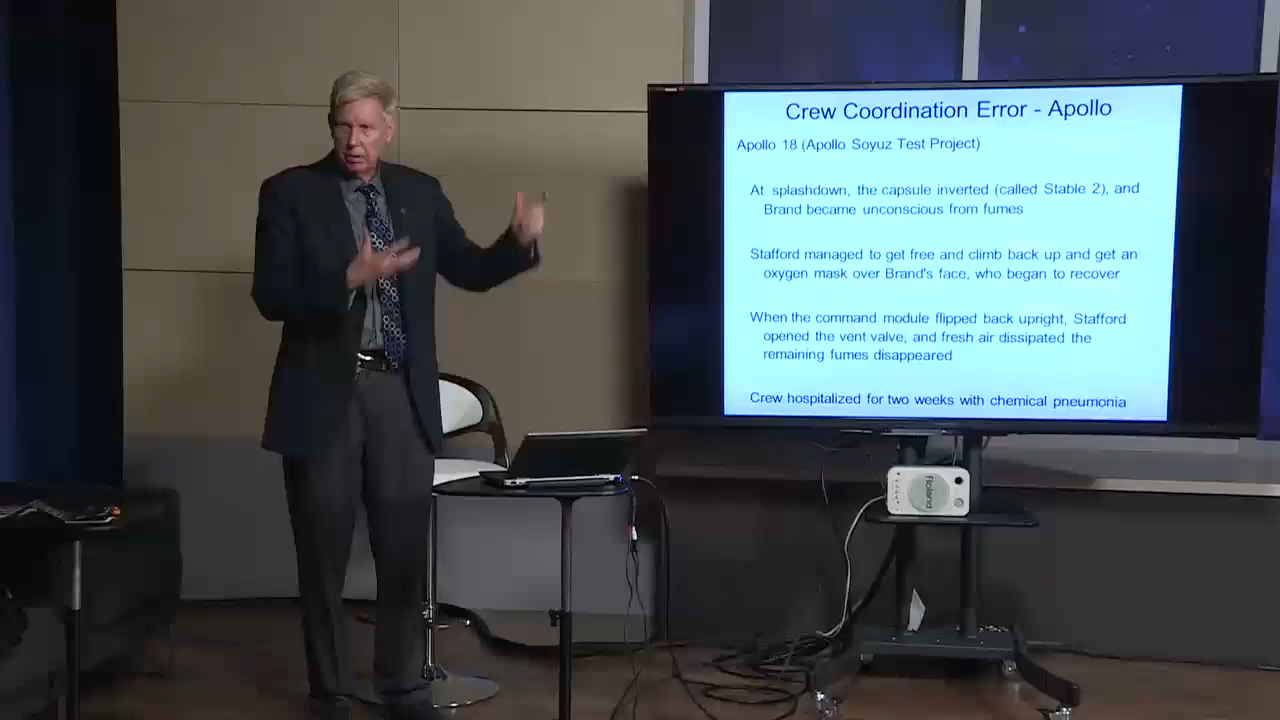 Crew Coordination Error - Apollo
Apollo 18 (Apollo Soyuz Test Project)
At splashdown, the capsule inverted (called Stable 2), and
Brand became unconscious from fumes
Stafford managed to get free and climb back up and get an
oxygen mask over Brand's face, who began to recover
When the command module flipped back upright, Stafford
opened the vent valve, and fresh air dissipated the
remaining fumes disappeared
Crew hospitalized for two weeks with chemical pneumonia
Roland